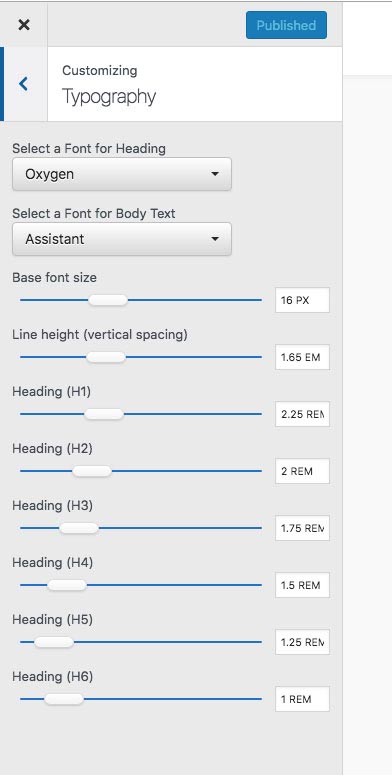 Published
Customizing
Typography
Select a Font for Heading
Oxygen
Select a Font for Body Text
Assistant
Base font size
16 PX
Line height (vertical spacing)
1.65 EM
Heading (H1)
2.25 REM
Heading (H2)
2 REM
Heading (H3)
1.75 REM
Heading (H4)
1.5 REM
Heading (H5)
1.25 REM
Heading (H6)
1 REM